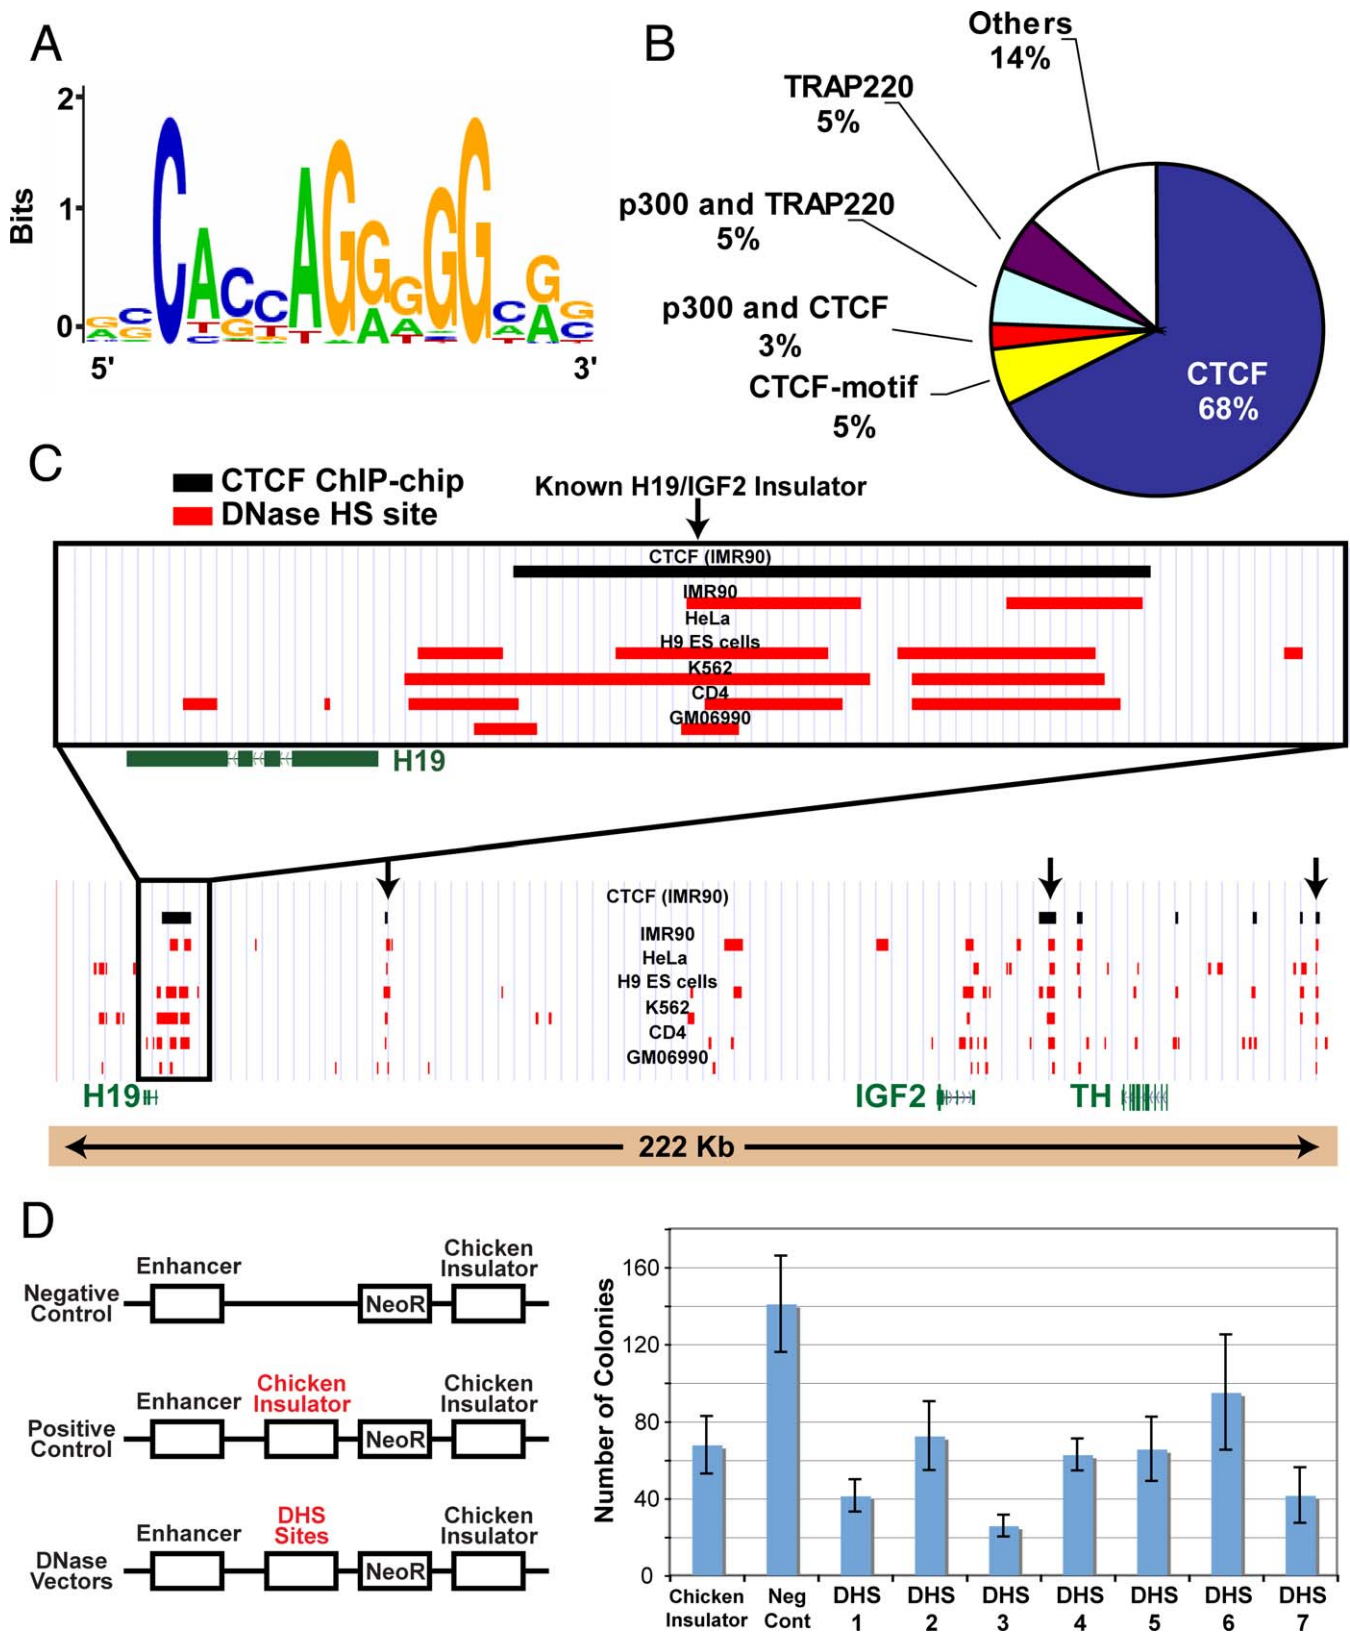 A
2
1
0
Bits
5'
3'
B
Others
14%
TRAP220
5%
p300 and TRAP220
5%
p300 and CTCF
3%
CTCF-motif
5%
CTCF
68%
C
CTCF ChIP-chip
DNase HS site
Known H19/IGF2 Insulator
CTCF (IMR90)
IMR90
HeLa
H9 ES cells
K562
CD4
GM06990
H19
CTCF (IMR90)
IMR90
HeLa
H9 ES cells
K562
CD4
GM06990
H19
IGF2
TH
222 Kb
D
Negative
Control
Enhancer
NeoR
Chicken
Insulator
Positive
Control
Enhancer
Chicken
Insulator
NeoR
Chicken
Insulator
DNase
Vectors
Enhancer
DHS
Sites
NeoR
Chicken
Insulator
Number of Colonies
160
120
80
40
0
Chicken
Insulator
Neg
Cont
DHS
1
DHS
2
DHS
3
DHS
4
DHS
5
DHS
6
DHS
7